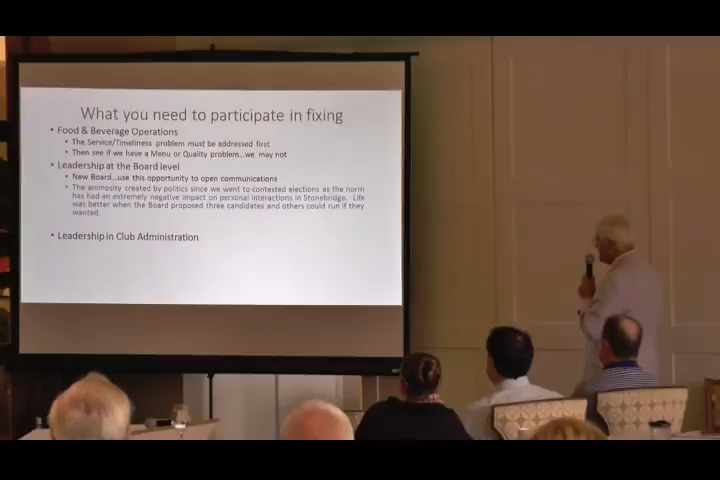 What you need to participate in fixing
• Food & Beverage Operations
• The Service/Timeliness problem must be addressed first
• Then see if we have a Menu or Quality problem...we may not
• Leadership at the Board level
• New Board...use this opportunity to open communications
• The animosity created by politics since we went to contested elections as the norm
has had an extremely negative impact on personal interactions in Stonebridge. Life
was better when the Board proposed three candidates and others could run if they
wanted.
• Leadership in Club Administration